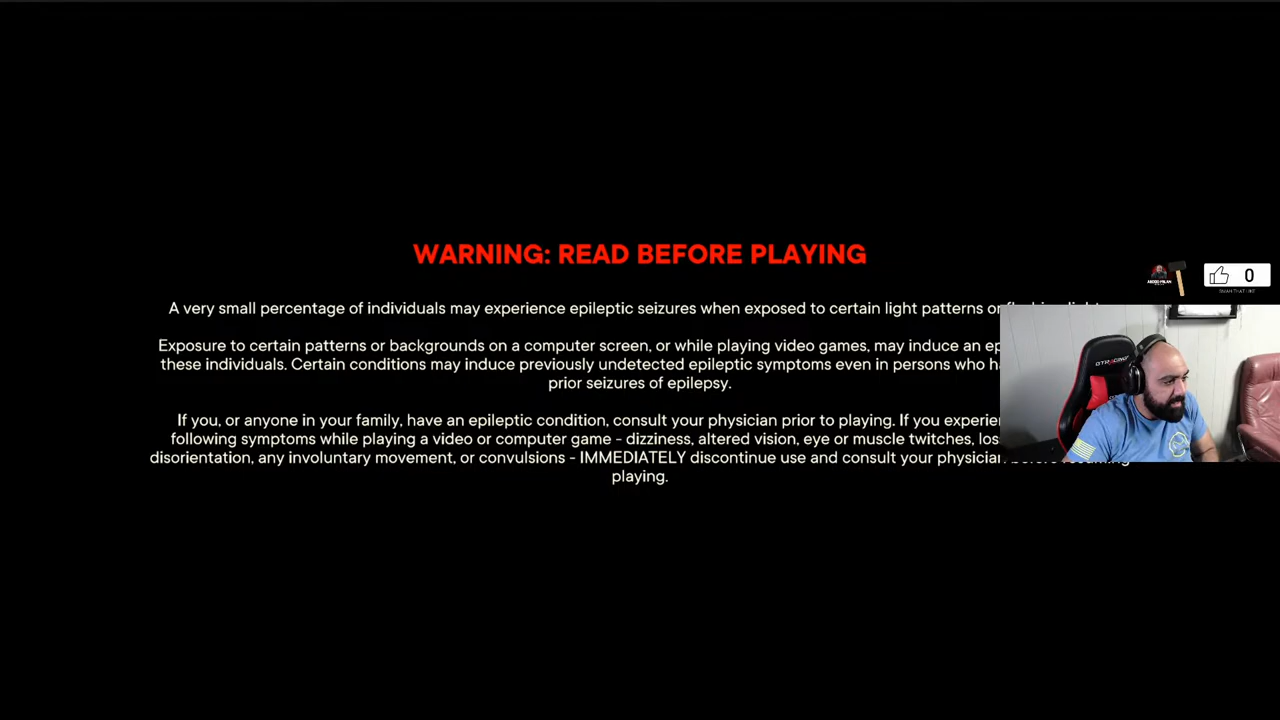 WARNING: READ BEFORE PLAYING
A very small percentage of individuals may experience epileptic seizures when exposed to certain light patterns or
0
Exposure to certain patterns or backgrounds on a computer screen, or while playing video games, may induce an
these individuals. Certain conditions may induce previously undetected epileptic symptoms even in persons who
prior seizures of epilepsy.
If you, or anyone in your family, have an epileptic condition, consult your physician prior to playing. If you
following symptoms while playing a video or computer game - dizziness, altered vision, eye or muscle twitches,
disorientation, any involuntary movement, or convulsions - IMMEDIATELY discontinue use and consult your physician
playing.